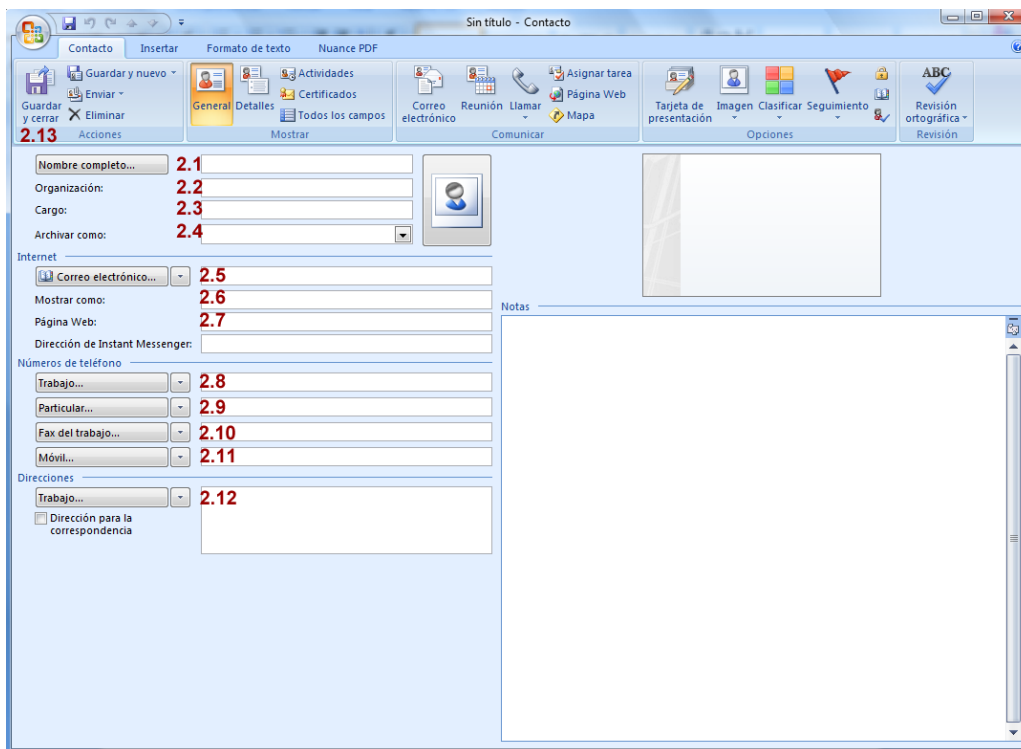 Sin título - Contacto
Contacto Insertar Formato de texto Nuance PDF
Guardar y cerrar
Guardar y nuevo
Enviar
Eliminar
2.13 Acciones
General Detalles
Actividades
Certificados
Todos los campos
Mostrar
Correo electrónico
Reunión Llamar
Asignar tarea
Página Web
Mapa
Comunicar
Tarjeta de presentación
Imagen Clasificar Seguimiento
Opciones
ABC
Revisión ortográfica
Revisión
Nombre completo... 2.1
Organización: 2.2
Cargo: 2.3
Archivar como: 2.4
Internet
Correo electrónico... 2.5
Mostrar como: 2.6
Página Web: 2.7
Dirección de Instant Messenger:
Números de teléfono
Trabajo... 2.8
Particular... 2.9
Fax del trabajo... 2.10
Móvil... 2.11
Direcciones
Trabajo... 2.12
Dirección para la
correspondencia
Notas